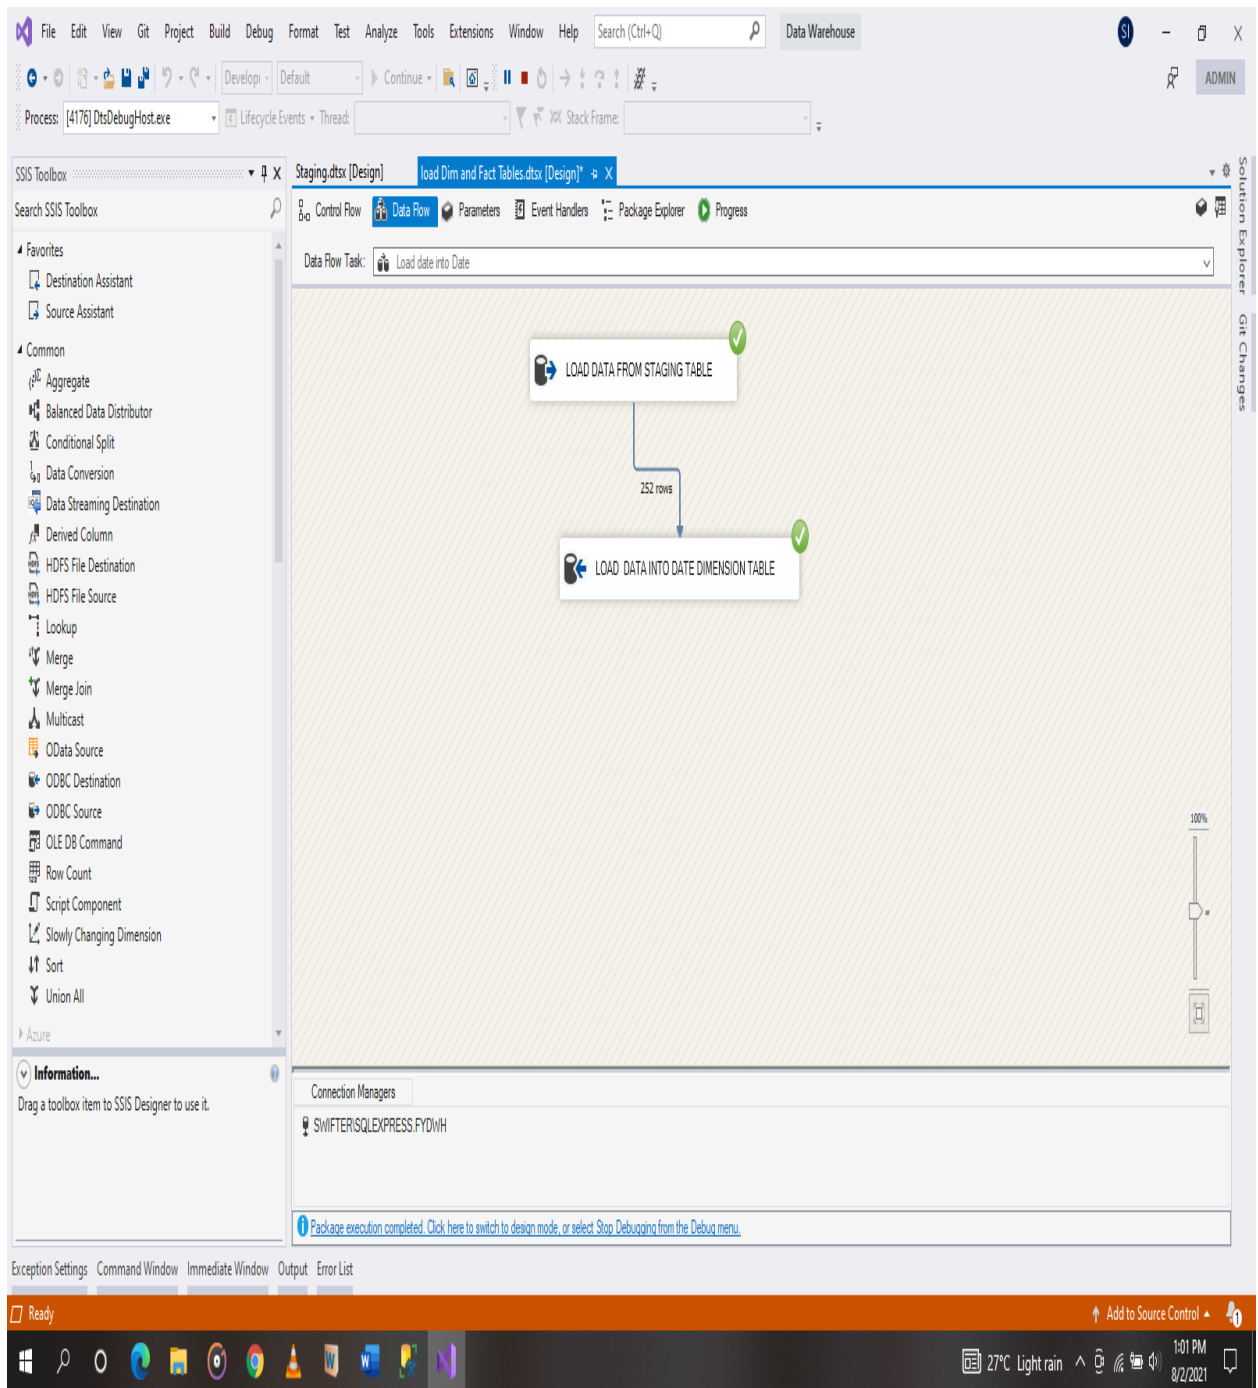 File Edit View Git Project Build Debug Format Test Analyze Tools Extensions Window Help Search (Ctrl+Q) Data Warehouse SI
Developi Default Continue ADMIN
Process: [4176] DtsDebugHost.exe Lifecycle Events Thread: Stack Frame:
SSIS Toolbox
Search SSIS Toolbox
Favorites
Destination Assistant
Source Assistant
Common
Aggregate
Balanced Data Distributor
Conditional Split
Data Conversion
Data Streaming Destination
Derived Column
HDFS File Destination
HDFS File Source
Lookup
Merge
Merge Join
Multicast
OData Source
ODBC Destination
ODBC Source
OLE DB Command
Row Count
Script Component
Slowly Changing Dimension
Sort
Union All
Azure
Information...
Drag a toolbox item to SSIS Designer to use it.
Staging.dtsx [Design] load Dim and Fact Tables.dtsx [Design]*
Control Flow Data Flow Parameters Event Handlers Package Explorer Progress
Data Flow Task: Load date into Date
LOAD DATA FROM STAGING TABLE
252 rows
LOAD DATA INTO DATE DIMENSION TABLE
100%
Connection Managers
SWIFTER\SQLEXPRESS.FYDWH
Package execution completed. Click here to switch to design mode, or select Stop Debugging from the Debug menu.
Solution Explorer
Git Changes
Exception Settings Command Window Immediate Window Output Error List
Ready Add to Source Control 1
27°C Light rain 1:01 PM
8/2/2021